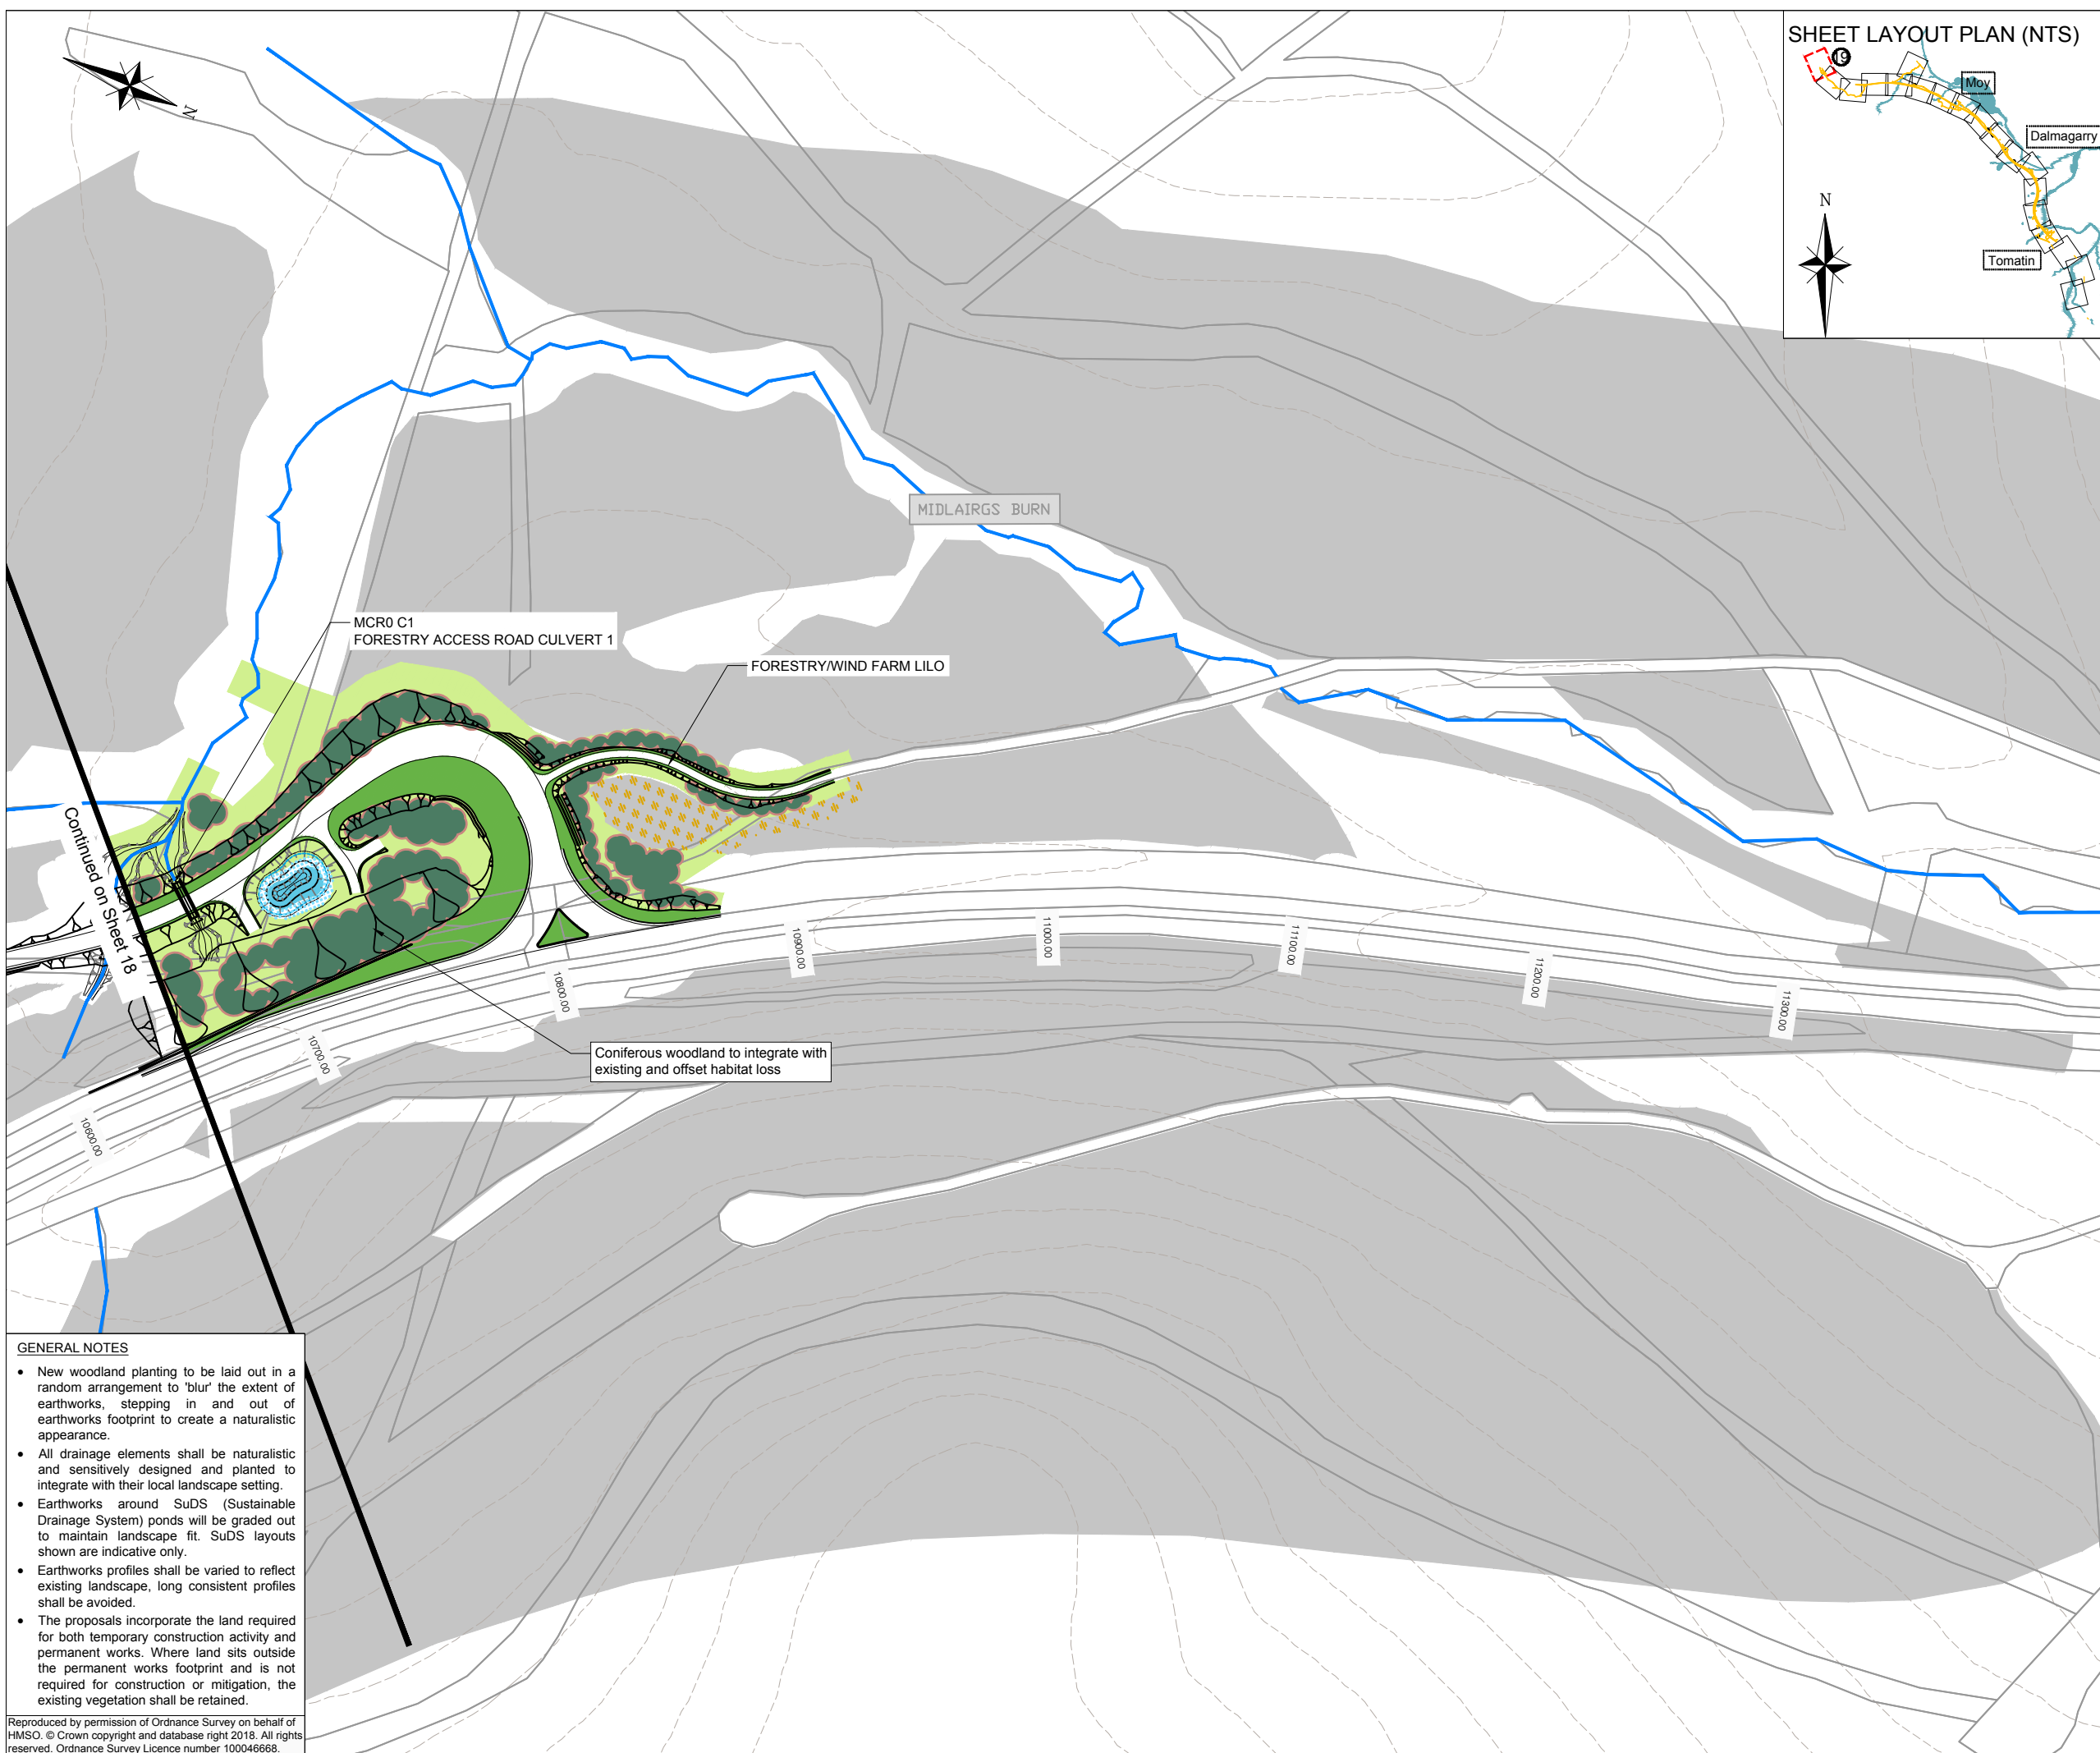 SHEET LAYOUT PLAN (NTS)
19
Moy
Dalmagarry
N
Tomatin
N
MIDLAIRGS BURN
MCR0 C1
FORESTRY ACCESS ROAD CULVERT 1
FORESTRY/WIND FARM LILO
Continued on Sheet 18
10600.00
10700.00
10800.00
10900.00
11000.00
11100.00
11200.00
11300.00
Coniferous woodland to integrate with
existing and offset habitat loss
GENERAL NOTES
• New woodland planting to be laid out in a
random arrangement to 'blur' the extent of
earthworks, stepping in and out of
earthworks footprint to create a naturalistic
appearance.
• All drainage elements shall be naturalistic
and sensitively designed and planted to
integrate with their local landscape setting.
• Earthworks around SuDS (Sustainable
Drainage System) ponds will be graded out
to maintain landscape fit. SuDS layouts
shown are indicative only.
• Earthworks profiles shall be varied to reflect
existing landscape, long consistent profiles
shall be avoided.
• The proposals incorporate the land required
for both temporary construction activity and
permanent works. Where land sits outside
the permanent works footprint and is not
required for construction or mitigation, the
existing vegetation shall be retained.
Reproduced by permission of Ordnance Survey on behalf of
HMSO. © Crown copyright and database right 2018. All rights
reserved. Ordnance Survey Licence number 100046668.